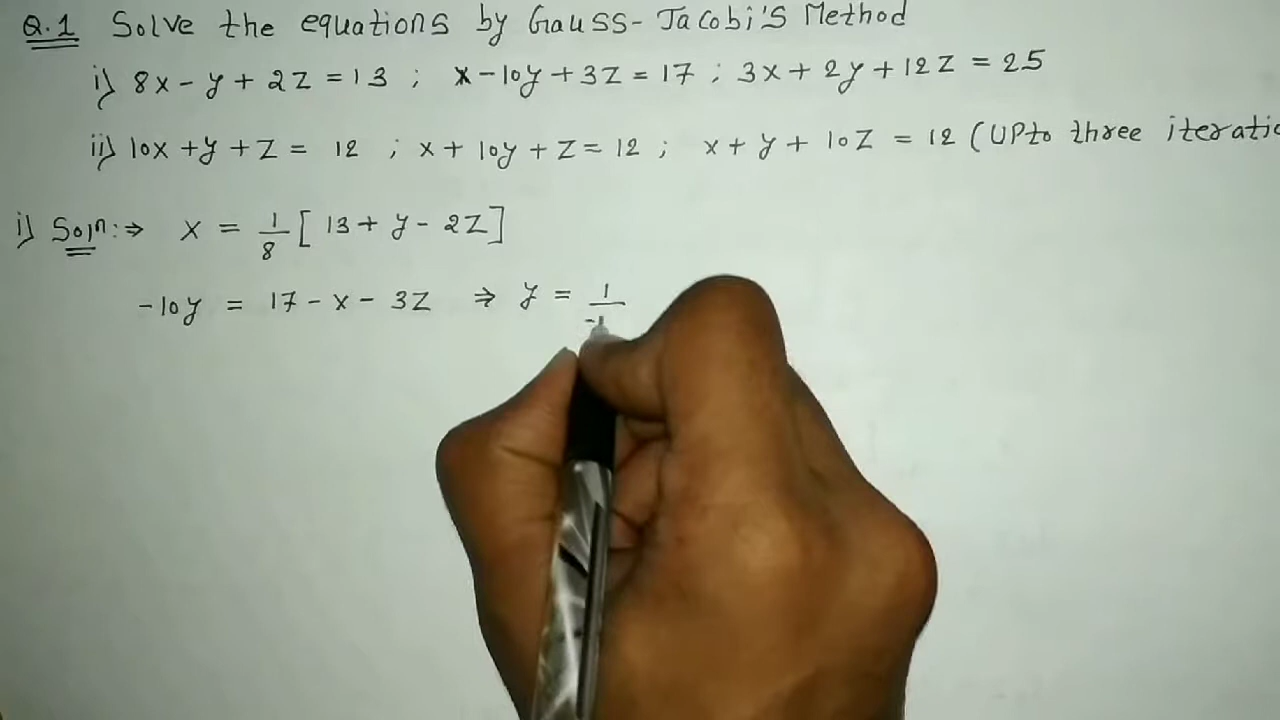 Q.1 Solve the equations by Gauss-Jacobi's Method
i) 8x - y + 2z = 13 ; x - 10y + 3z = 17 ; 3x + 2y + 12z = 25
ii) 10x + y + z = 12 ; x + 10y + z = 12 ; x + y + 10z = 12 (UPto three
i) Soln:⇒ x = 1/8 [13 + y - 2z]
-10y = 17 - x - 3z ⇒ y = 1/-1